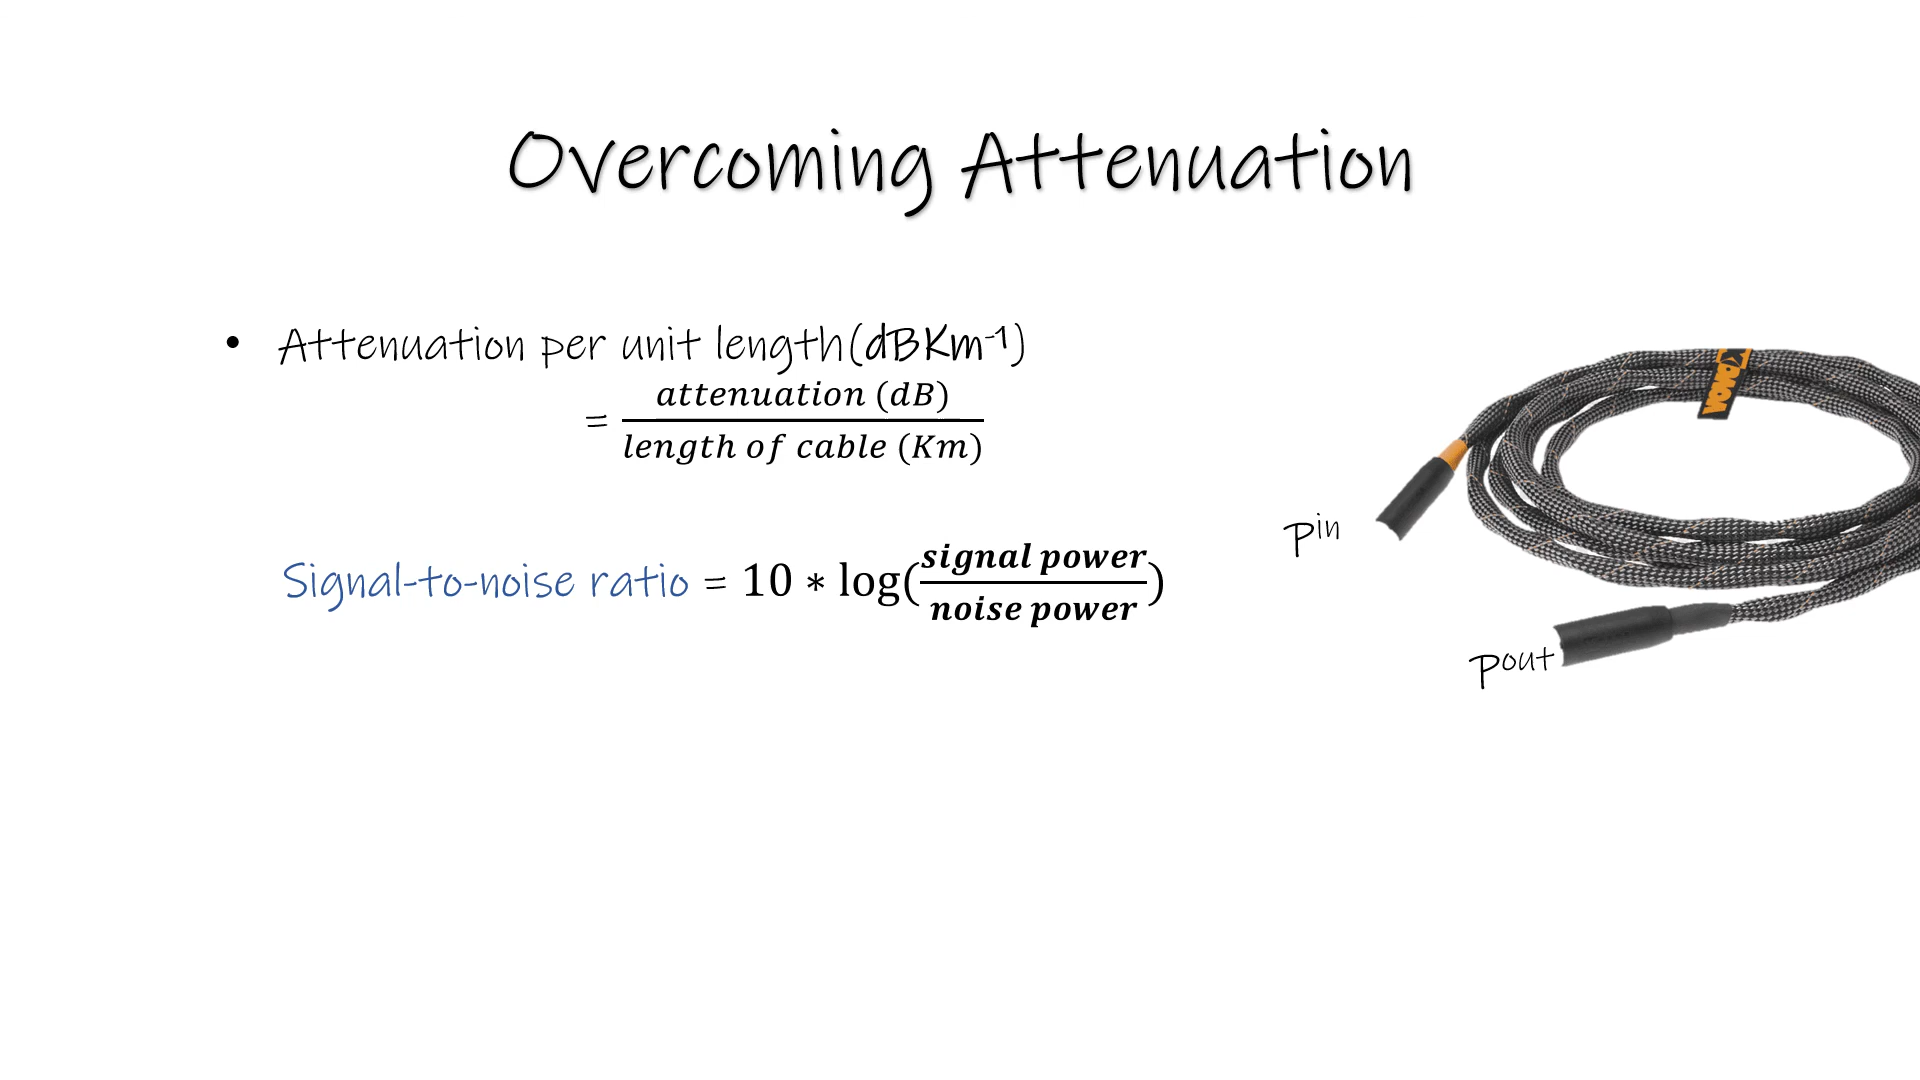 Overcoming Attenuation
• Attenuation per unit length(dBKm⁻¹)
= attenuation (dB) / length of cable (Km)
Signal-to-noise ratio = 10 * log(signal power / noise power)
Pin
Pout